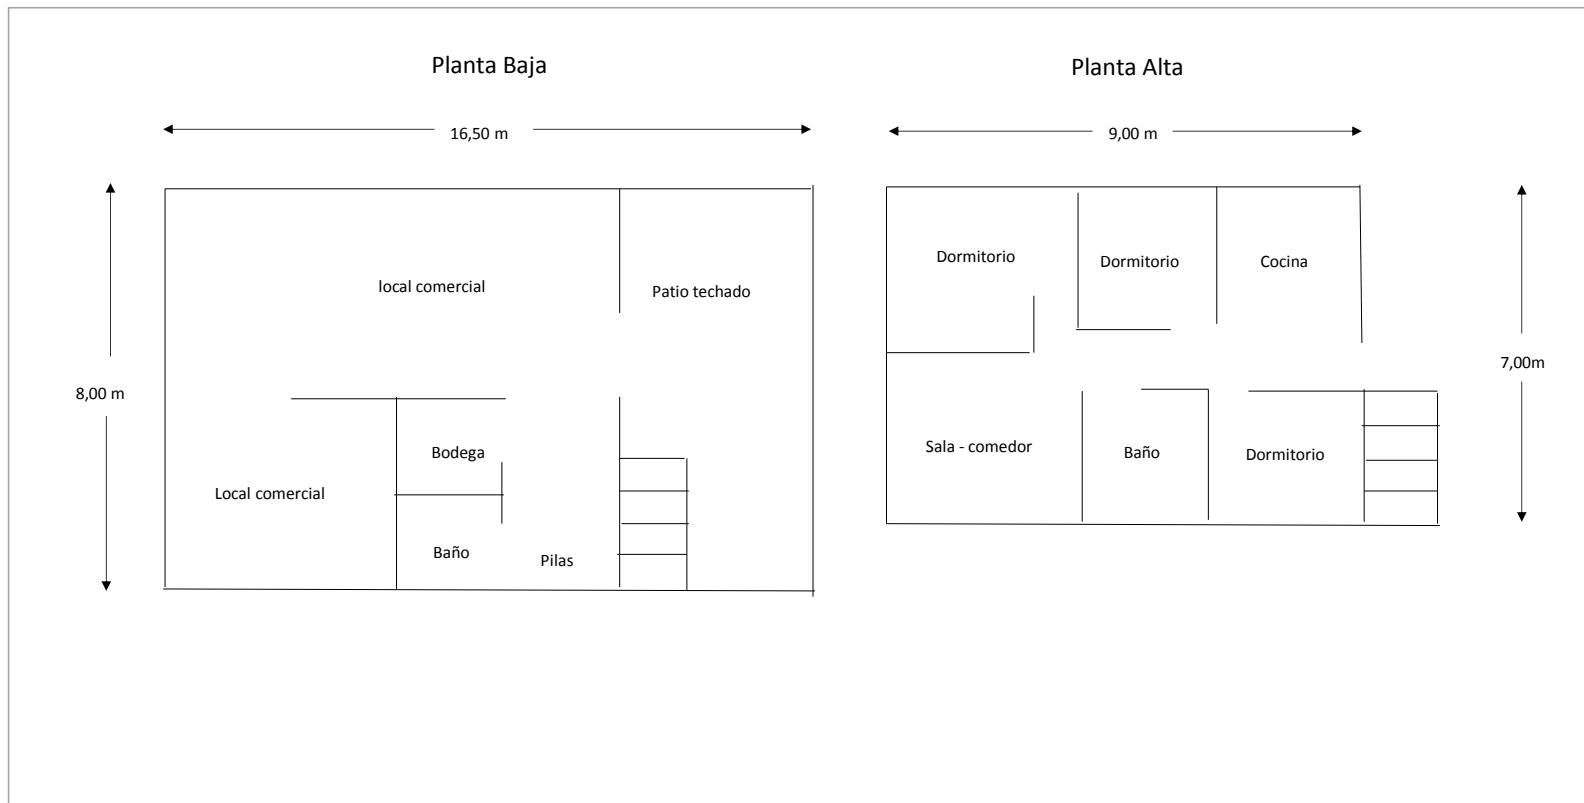 Planta Baja
Planta Alta
16,50 m
9,00 m
8,00 m
7,00m
local comercial
Patio techado
Bodega
Local comercial
Baño
Pilas
Dormitorio
Dormitorio
Cocina
Sala - comedor
Baño
Dormitorio